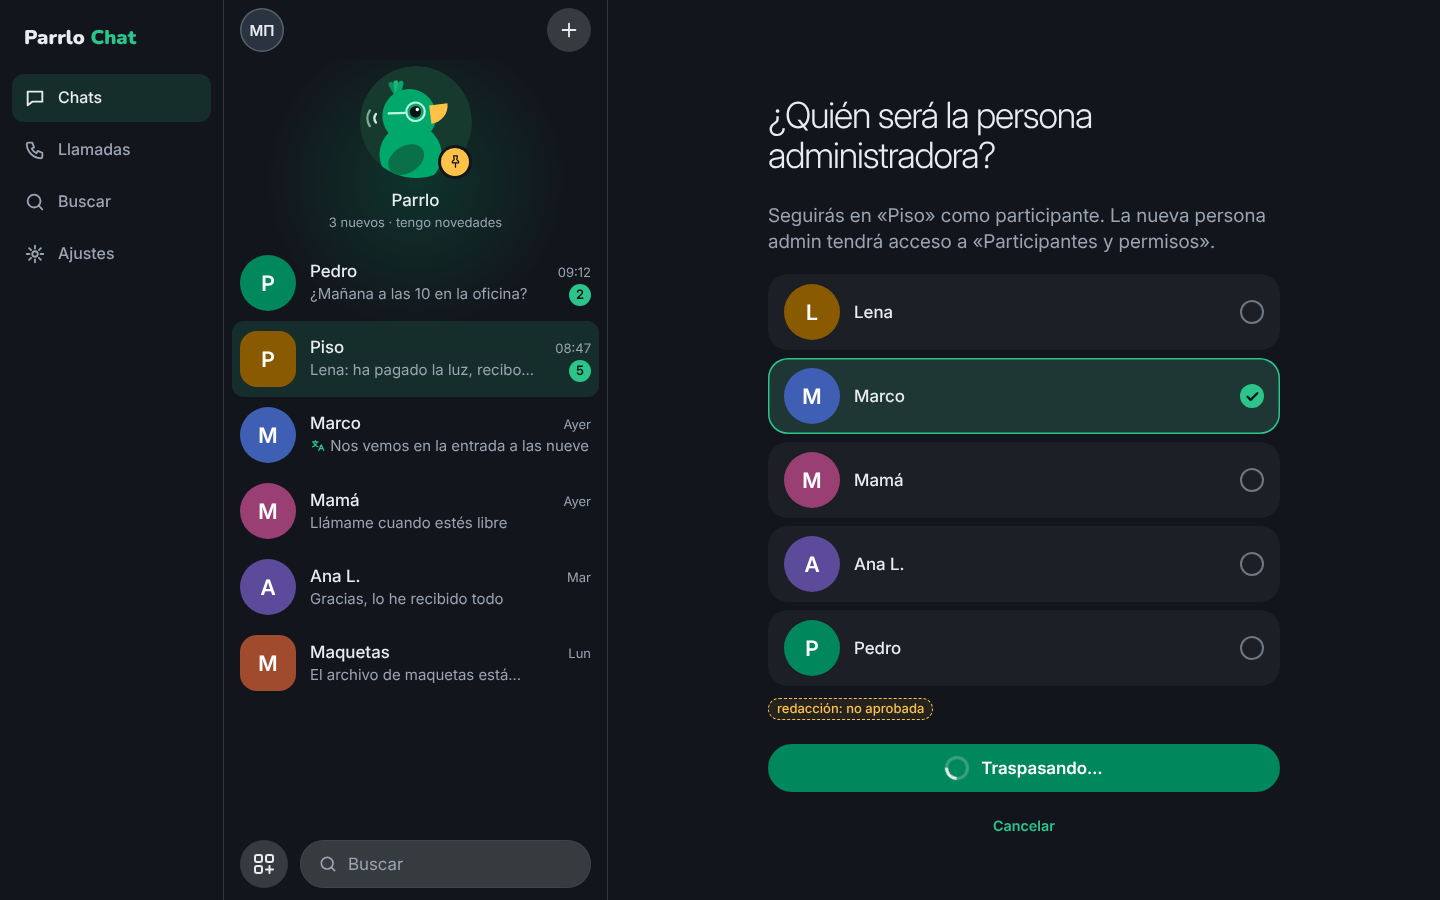 Parrlo Chat
Chats
Llamadas
Buscar
Ajustes
МП
Parrlo
3 nuevos · tengo novedades
P
Pedro
09:12
¿Mañana a las 10 en la oficina?
2
P
Piso
08:47
Lena: ha pagado la luz, recibo...
5
M
Marco
Ayer
Nos vemos en la entrada a las nueve
M
Mamá
Ayer
Llámame cuando estés libre
A
Ana L.
Mar
Gracias, lo he recibido todo
M
Maquetas
Lun
El archivo de maquetas está...
Buscar
¿Quién será la persona
administradora?
Seguirás en «Piso» como participante. La nueva persona
admin tendrá acceso a «Participantes y permisos».
L
Lena
M
Marco
M
Mamá
A
Ana L.
P
Pedro
redacción: no aprobada
Traspasando...
Cancelar